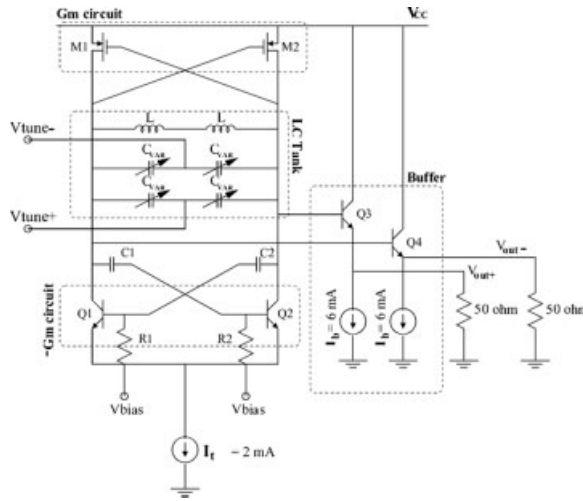 Gm circuit
VCC
M1
M2
L
L
Vtune-
CVAR
CVAR
CVAR
CVAR
LC Tank
Vtune+
Buffer
Q3
Q4
Vout-
Vout+
C1
C2
Q1
Q2
-Gm circuit
R1
R2
Ib = 6 mA
Ib = 6 mA
50 ohm
50 ohm
Vbias
Vbias
It - 2 mA